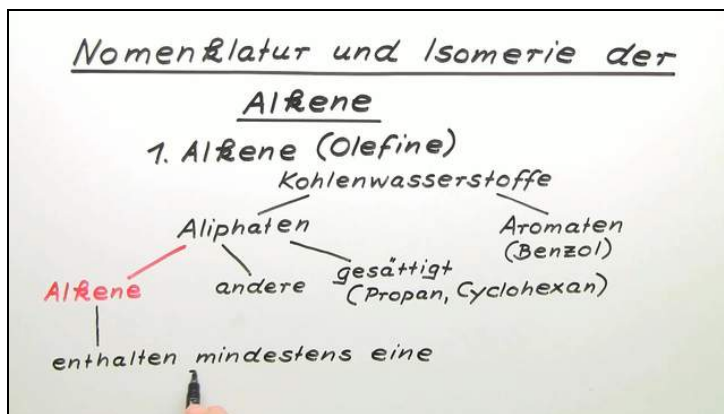 Nomenklatur und Isomerie der
Alkene
1. Alkene (Olefine)
Kohlenwasserstoffe
Aliphaten
Aromaten
(Benzol)
Alkene
andere
gesättigt
(Propan, Cyclohexan)
enthalten mindestens eine